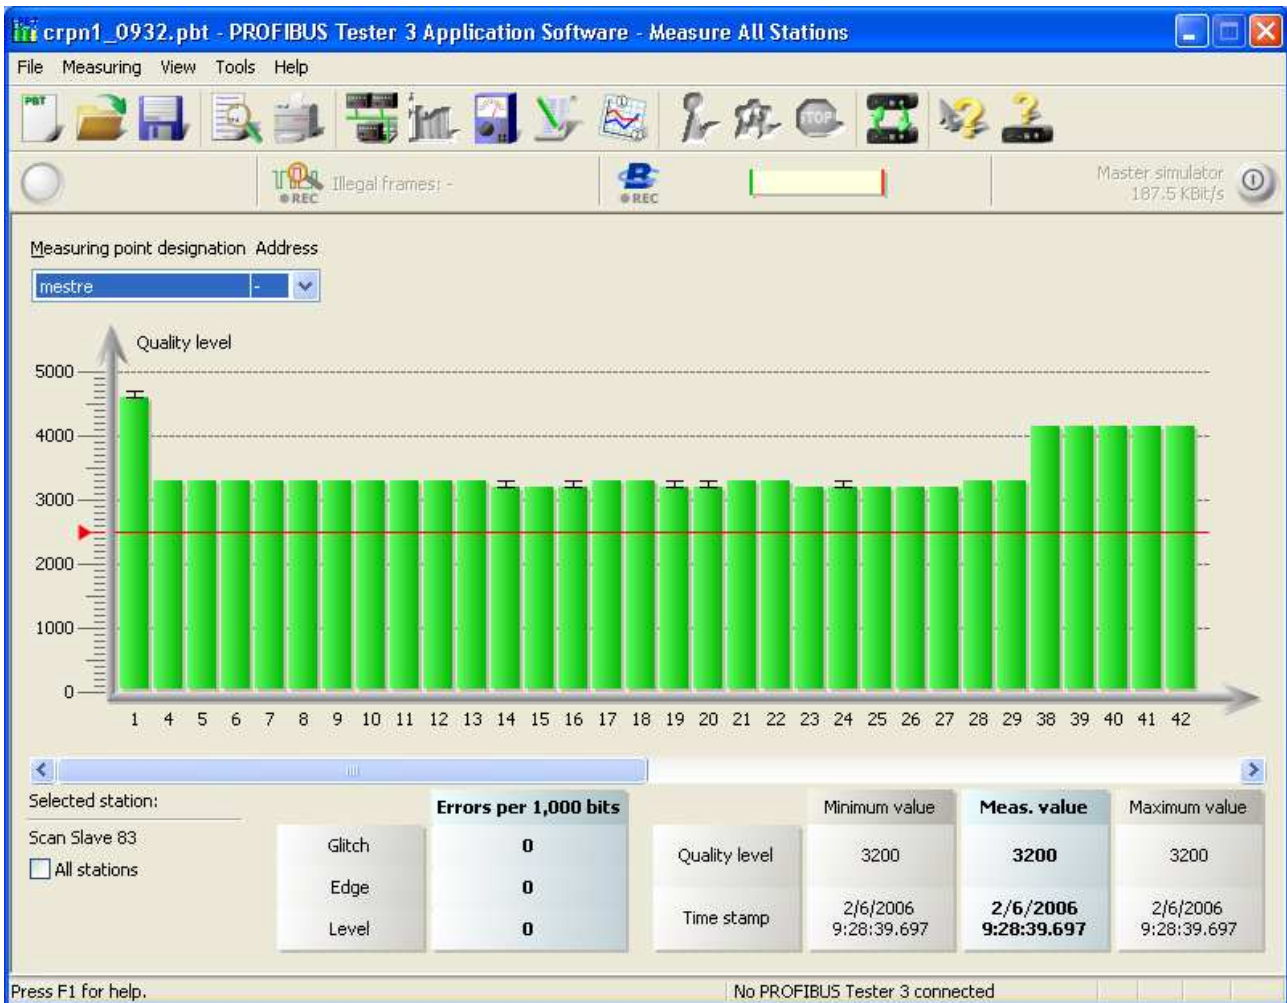 crpn1_0932.pbt - PROFIBUS Tester 3 Application Software - Measure All Stations
File Measuring View Tools Help
PBT
STOP
REC
Illegal frames: -
REC
Master simulator
187.5 KBit/s
Measuring point designation Address
mestre -
Quality level
5000
4000
3000
2000
1000
0
1 4 5 6 7 8 9 10 11 12 13 14 15 16 17 18 19 20 21 22 23 24 25 26 27 28 29 38 39 40 41 42
Selected station:
Scan Slave 83
All stations
Errors per 1,000 bits
Glitch 0
Edge 0
Level 0
Minimum value Meas. value Maximum value
Quality level 3200 3200 3200
Time stamp 2/6/2006 9:28:39.697 2/6/2006 9:28:39.697 2/6/2006 9:28:39.697
Press F1 for help.
No PROFIBUS Tester 3 connected